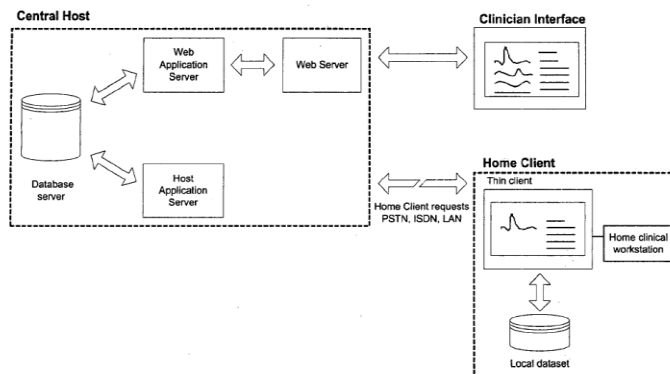 Central Host
Web
Application
Server
Web Server
Database
server
Host
Application
Server
Clinician Interface
Home Client requests
PSTN, ISDN, LAN
Home Client
Thin client
Home clinical
workstation
Local dataset